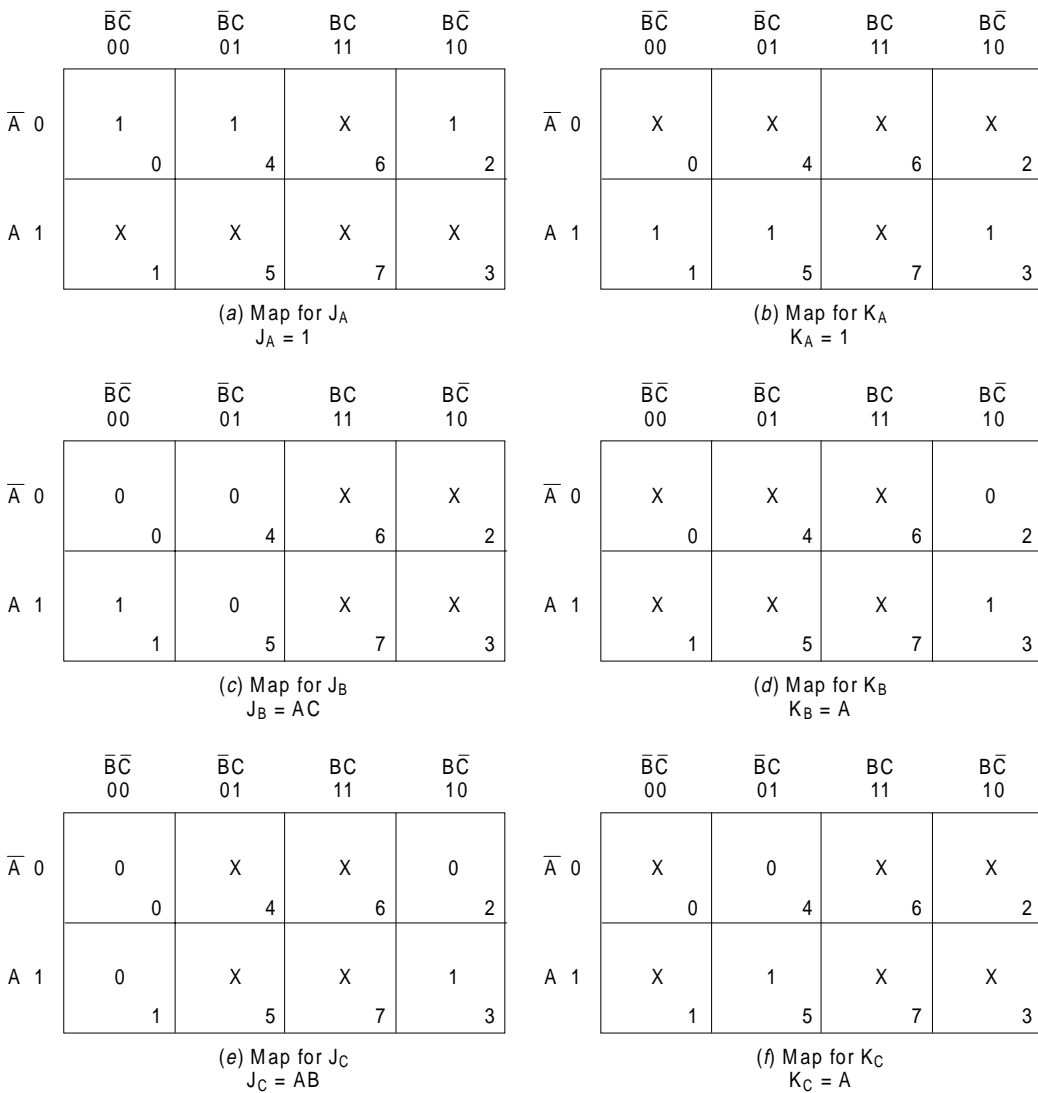 B̅C̅ B̅C BC BC̅
00 01 11 10
A̅ 0 1 1 X 1
0 4 6 2
A 1 X X X X
1 5 7 3
(a) Map for J_A
J_A = 1
B̅C̅ B̅C BC BC̅
00 01 11 10
A̅ 0 X X X X
0 4 6 2
A 1 1 1 X 1
1 5 7 3
(b) Map for K_A
K_A = 1
B̅C̅ B̅C BC BC̅
00 01 11 10
A̅ 0 0 0 X X
0 4 6 2
A 1 1 0 X X
1 5 7 3
(c) Map for J_B
J_B = AC
B̅C̅ B̅C BC BC̅
00 01 11 10
A̅ 0 X X X 0
0 4 6 2
A 1 X X X 1
1 5 7 3
(d) Map for K_B
K_B = A
B̅C̅ B̅C BC BC̅
00 01 11 10
A̅ 0 0 X X 0
0 4 6 2
A 1 0 X X 1
1 5 7 3
(e) Map for J_C
J_C = AB
B̅C̅ B̅C BC BC̅
00 01 11 10
A̅ 0 X 0 X X
0 4 6 2
A 1 X 1 X X
1 5 7 3
(f) Map for K_C
K_C = A